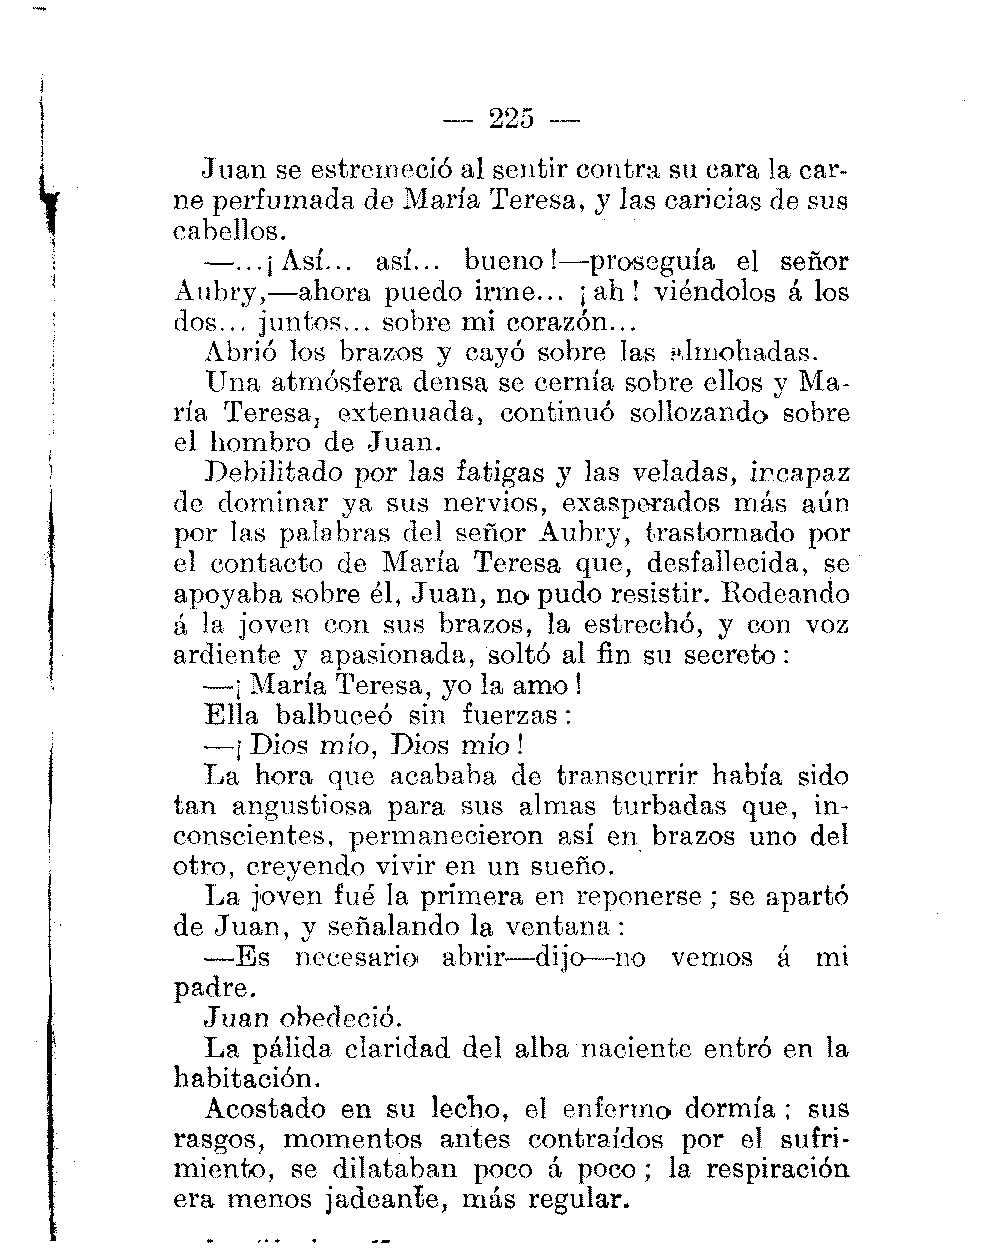 — 225 —
Juan se estremeció al sentir contra su cara la car-
ne perfumada de María Teresa, y las caricias de sus
cabellos.
—...¡Así... así... bueno!—proseguía el señor
Aubry,—ahora puedo irme... ¡ah! viéndolos á los
dos... juntos... sobre mi corazón...
Abrió los brazos y cayó sobre las almohadas.
Una atmósfera densa se cernía sobre ellos y Ma-
ría Teresa, extenuada, continuó sollozando sobre
el hombro de Juan.
Debilitado por las fatigas y las veladas, incapaz
de dominar ya sus nervios, exasperados más aún
por las palabras del señor Aubry, trastornado por
el contacto de María Teresa que, desfallecida, se
apoyaba sobre él, Juan, no pudo resistir. Rodeando
á la joven con sus brazos, la estrechó, y con voz
ardiente y apasionada, soltó al fin su secreto:
—¡María Teresa, yo la amo!
Ella balbuceó sin fuerzas:
—¡Dios mío, Dios mío!
La hora que acababa de transcurrir había sido
tan angustiosa para sus almas turbadas que, in-
conscientes, permanecieron así en brazos uno del
otro, creyendo vivir en un sueño.
La joven fué la primera en reponerse; se apartó
de Juan, y señalando la ventana:
—Es necesario abrir—dijo—no vemos á mi
padre.
Juan obedeció.
La pálida claridad del alba naciente entró en la
habitación.
Acostado en su lecho, el enfermo dormía; sus
rasgos, momentos antes contraídos por el sufri-
miento, se dilataban poco á poco; la respiración
era menos jadeante, más regular.